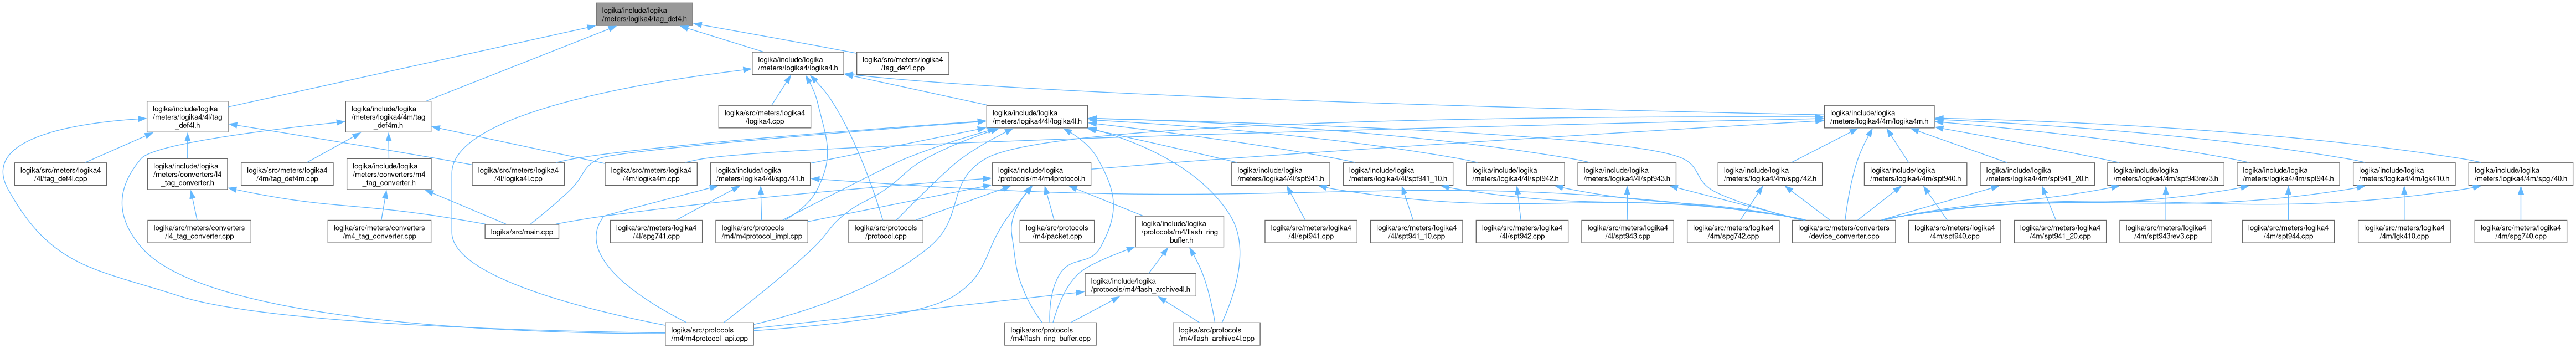 logika/include/logika
/meters/logika4/tag_def4.h
logika/include/logika
/meters/logika4/logika4.h
logika/src/meters/logika4
/tag_def4.cpp
logika/include/logika
/meters/logika4/4l/tag
_def4l.h
logika/include/logika
/meters/logika4/4m/tag
_def4m.h
logika/src/meters/logika4
/logika4.cpp
logika/include/logika
/meters/logika4/4l/logika4l.h
logika/include/logika
/meters/logika4/4m/logika4m.h
logika/src/meters/logika4
/4l/tag_def4l.cpp
logika/include/logika
/meters/converters/l4
_tag_converter.h
logika/src/meters/logika4
/4m/tag_def4m.cpp
logika/include/logika
/meters/converters/m4
_tag_converter.h
logika/src/meters/logika4
/4l/logika4l.cpp
logika/src/meters/logika4
/4m/logika4m.cpp
logika/include/logika
/meters/logika4/4l/spg741.h
logika/include/logika
/protocols/m4/m4protocol.h
logika/include/logika
/meters/logika4/4l/spt941.h
logika/include/logika
/meters/logika4/4l/spt941_10.h
logika/include/logika
/meters/logika4/4l/spt942.h
logika/include/logika
/meters/logika4/4l/spt943.h
logika/include/logika
/meters/logika4/4m/spg742.h
logika/include/logika
/meters/logika4/4m/spt940.h
logika/include/logika
/meters/logika4/4m/spt941_20.h
logika/include/logika
/meters/logika4/4m/spt943rev3.h
logika/include/logika
/meters/logika4/4m/spt944.h
logika/include/logika
/meters/logika4/4m/lgk410.h
logika/include/logika
/meters/logika4/4m/spg740.h
logika/src/meters/converters
/l4_tag_converter.cpp
logika/src/meters/converters
/m4_tag_converter.cpp
logika/src/main.cpp
logika/src/meters/logika4
/4l/spg741.cpp
logika/src/protocols
/m4/m4protocol_impl.cpp
logika/src/protocols
/protocol.cpp
logika/src/protocols
/m4/packet.cpp
logika/include/logika
/protocols/m4/flash_ring
_buffer.h
logika/src/meters/logika4
/4l/spt941.cpp
logika/src/meters/logika4
/4l/spt941_10.cpp
logika/src/meters/logika4
/4l/spt942.cpp
logika/src/meters/logika4
/4l/spt943.cpp
logika/src/meters/logika4
/4m/spg742.cpp
logika/src/meters/converters
/device_converter.cpp
logika/src/meters/logika4
/4m/spt940.cpp
logika/src/meters/logika4
/4m/spt941_20.cpp
logika/src/meters/logika4
/4m/spt943rev3.cpp
logika/src/meters/logika4
/4m/spt944.cpp
logika/src/meters/logika4
/4m/lgk410.cpp
logika/src/meters/logika4
/4m/spg740.cpp
logika/include/logika
/protocols/m4/flash_archive4l.h
logika/src/protocols
/m4/m4protocol_api.cpp
logika/src/protocols
/m4/flash_ring_buffer.cpp
logika/src/protocols
/m4/flash_archive4l.cpp